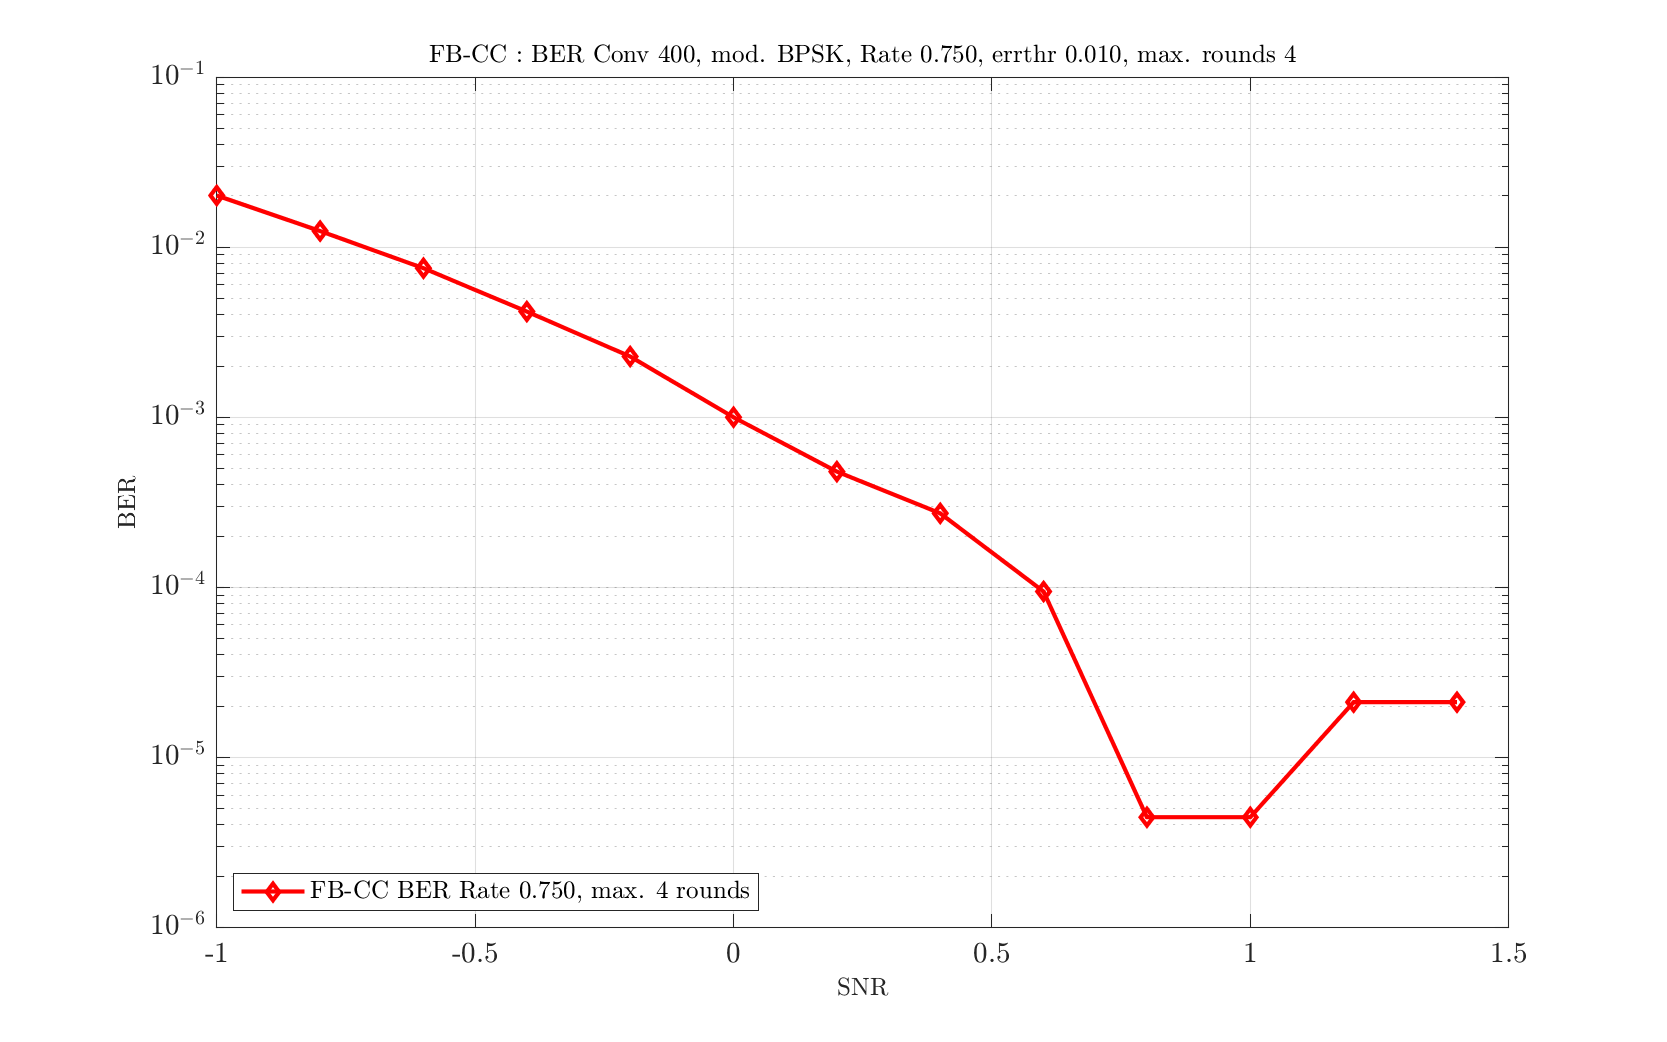 FB-CC : BER Conv 400, mod. BPSK, Rate 0.750, errthr 0.010, max. rounds 4
10⁻¹
10⁻²
10⁻³
10⁻⁴
10⁻⁵
10⁻⁶
BER
FB-CC BER Rate 0.750, max. 4 rounds
-1 -0.5 0 0.5 1 1.5
SNR